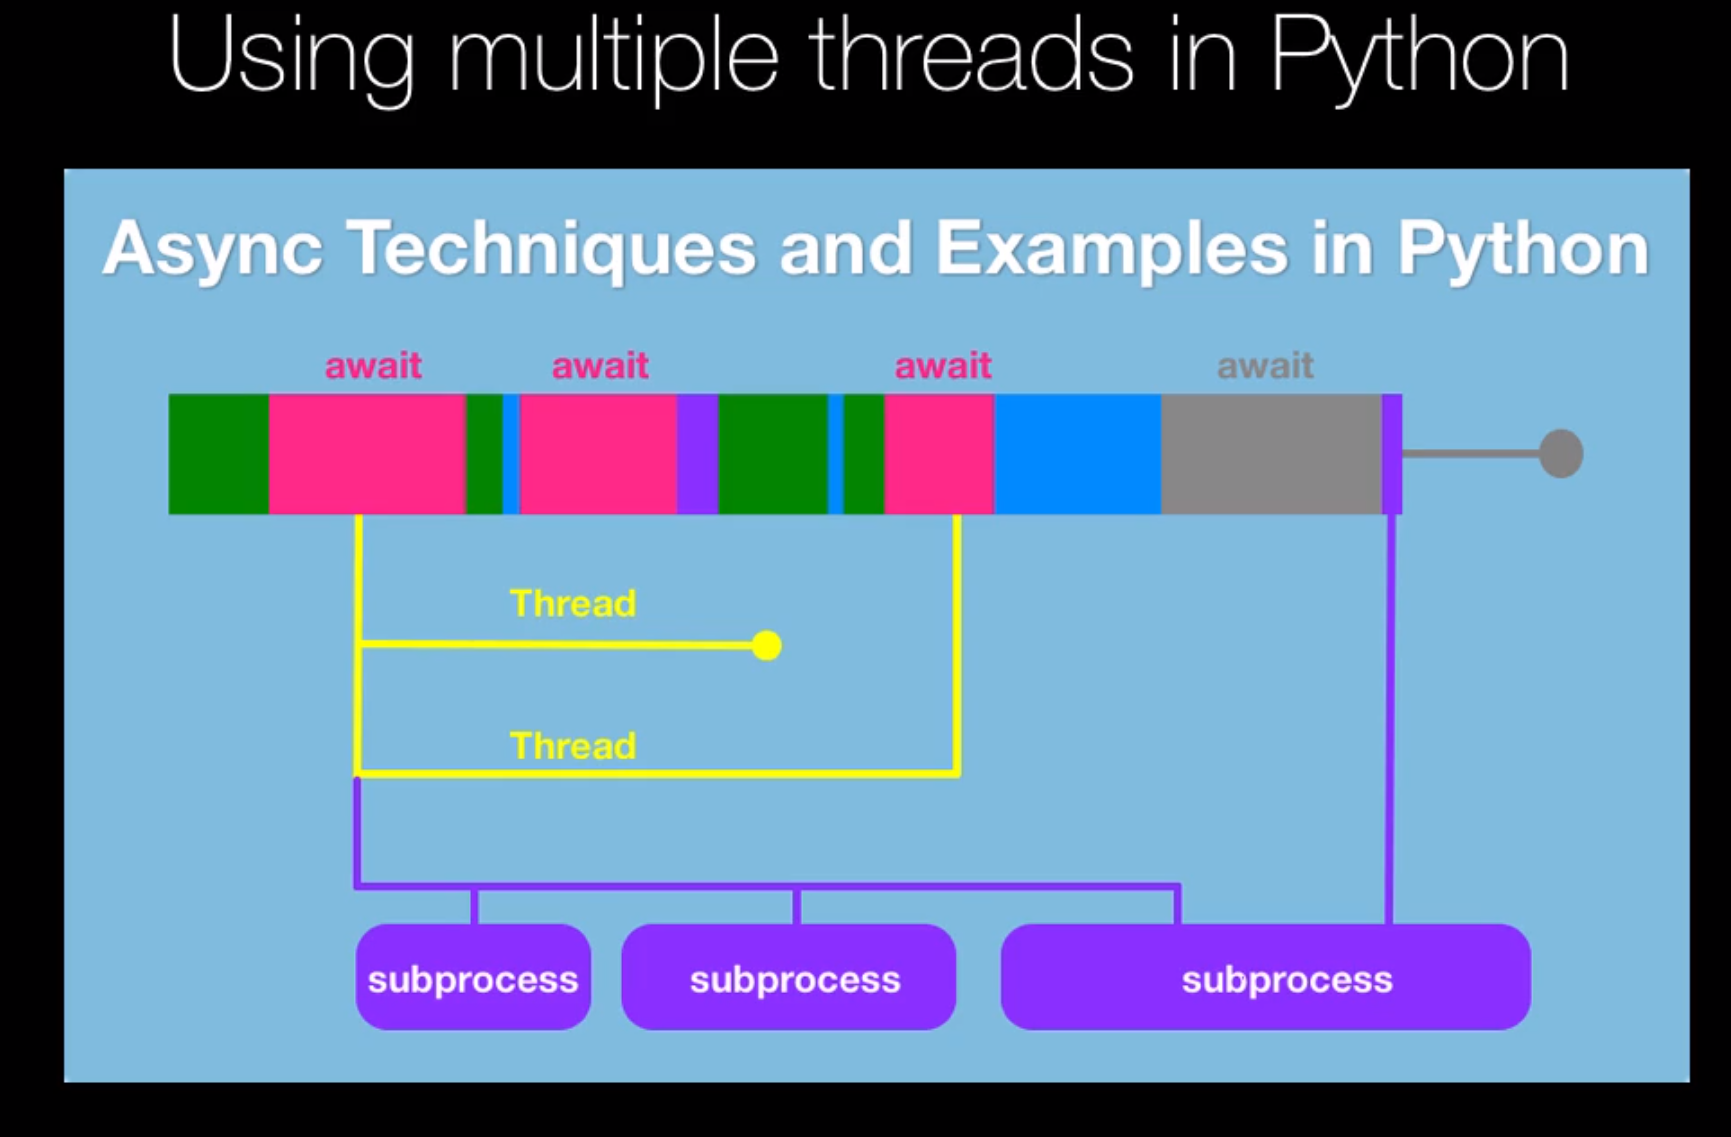 Using multiple threads in Python
Async Techniques and Examples in Python
await await await await
Thread
Thread
subprocess subprocess subprocess